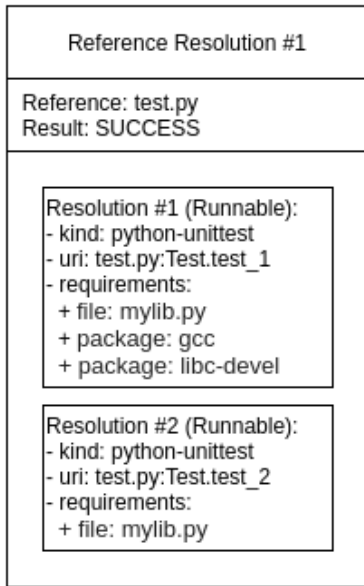 Reference Resolution #1
Reference: test.py
Result: SUCCESS
Resolution #1 (Runnable):
- kind: python-unittest
- uri: test.py:Test.test_1
- requirements:
+ file: mylib.py
+ package: gcc
+ package: libc-devel
Resolution #2 (Runnable):
- kind: python-unittest
- uri: test.py:Test.test_2
- requirements:
+ file: mylib.py